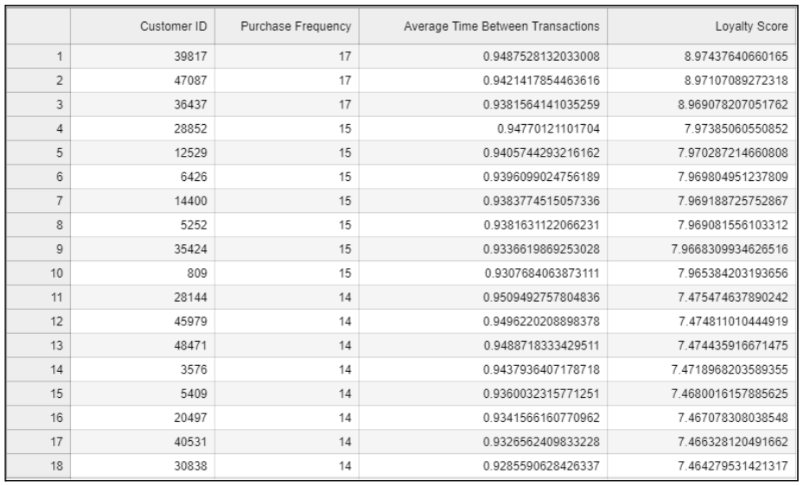 Customer ID Purchase Frequency Average Time Between Transactions Loyalty Score
1 39817 17 0.9487528132033008 8.97437640660165
2 47087 17 0.9421417854463616 8.97107089272318
3 36437 17 0.9381564141035259 8.969078207051762
4 28852 15 0.94770121101704 7.97385060550852
5 12529 15 0.9405744293216162 7.970287214660808
6 6426 15 0.9396099024756189 7.969804951237809
7 14400 15 0.9383774515057336 7.969188725752867
8 5252 15 0.9381631122066231 7.969081556103312
9 35424 15 0.9336619869253028 7.9668309934626516
10 809 15 0.9307684063873111 7.965384203193656
11 28144 14 0.9509492757804836 7.475474637890242
12 45979 14 0.9496220208898378 7.474811010444919
13 48471 14 0.9488718333429511 7.474435916671475
14 3576 14 0.9437936407178718 7.4718968203589355
15 5409 14 0.9360032315771251 7.4680016157885625
16 20497 14 0.9341566160770962 7.467078308038548
17 40531 14 0.9326562409833228 7.466328120491662
18 30838 14 0.9285590628426337 7.464279531421317